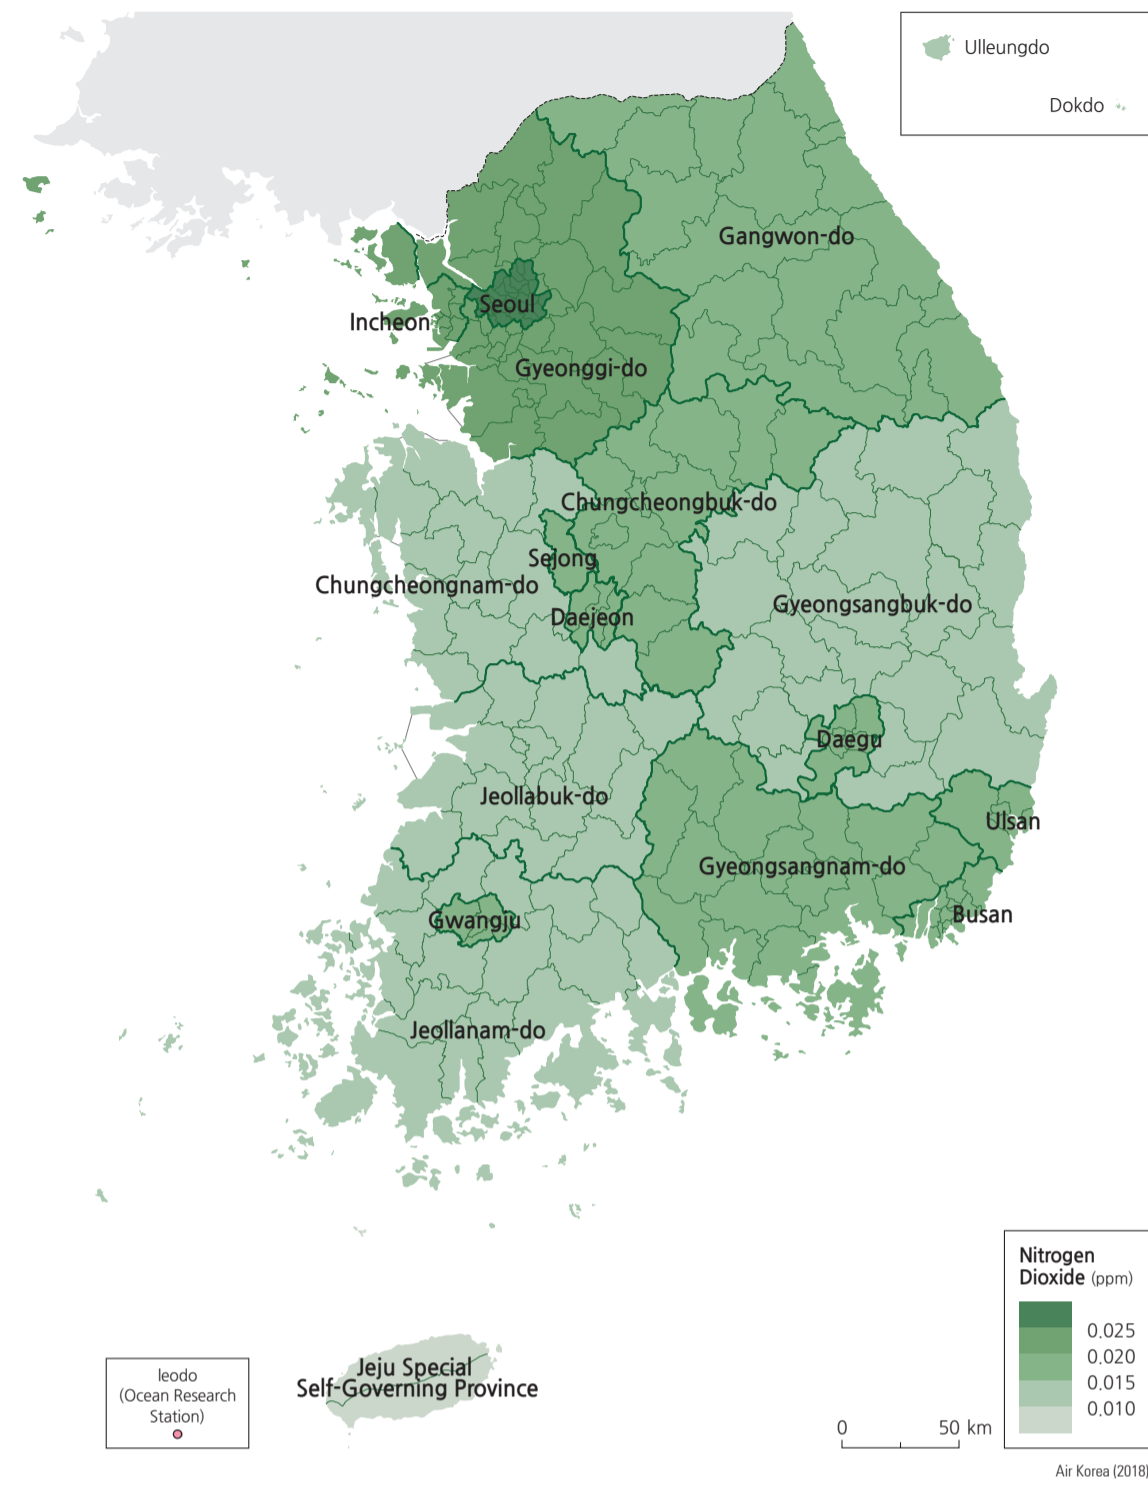 Ulleungdo
Dokdo
Gangwon-do
Seoul
Incheon
Gyeonggi-do
Chungcheongbuk-do
Sejong
Chungcheongnam-do
Gyeongsangbuk-do
Daejeon
Daegu
Jeollabuk-do
Ulsan
Gyeongsangnam-do
Busan
Gwangju
Jeollanam-do
Nitrogen
Dioxide (ppm)
0.025
0.020
0.015
0.010
Jeju Special
Self-Governing Province
Ieodo
(Ocean Research
Station)
0 50 km
Air Korea (2018)